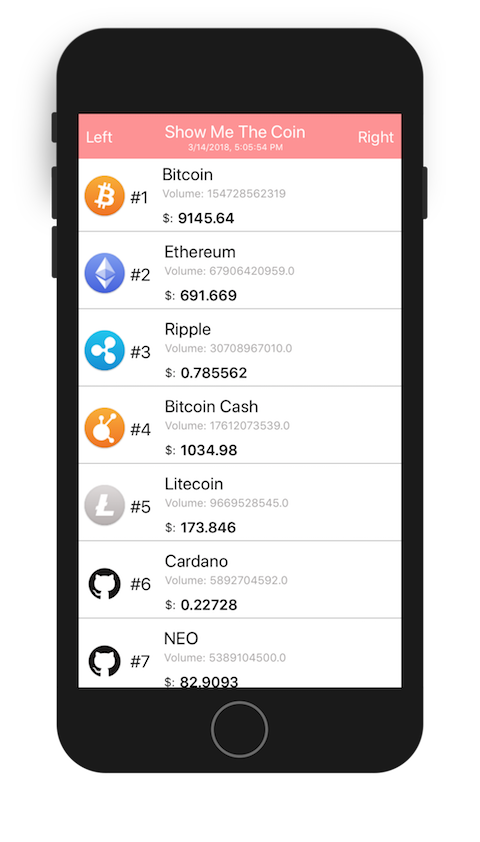 Left
Show Me The Coin
Right
3/14/2018, 5:05:54 PM
Bitcoin
#1
Volume: 154728562319
$: 9145.64
Ethereum
#2
Volume: 67906420959.0
$: 691.669
Ripple
#3
Volume: 30708967010.0
$: 0.785562
Bitcoin Cash
#4
Volume: 17612073539.0
$: 1034.98
Litecoin
#5
Volume: 9669528545.0
$: 173.846
Cardano
#6
Volume: 5892704592.0
$: 0.22728
NEO
#7
Volume: 5389104500.0
$: 82.9093